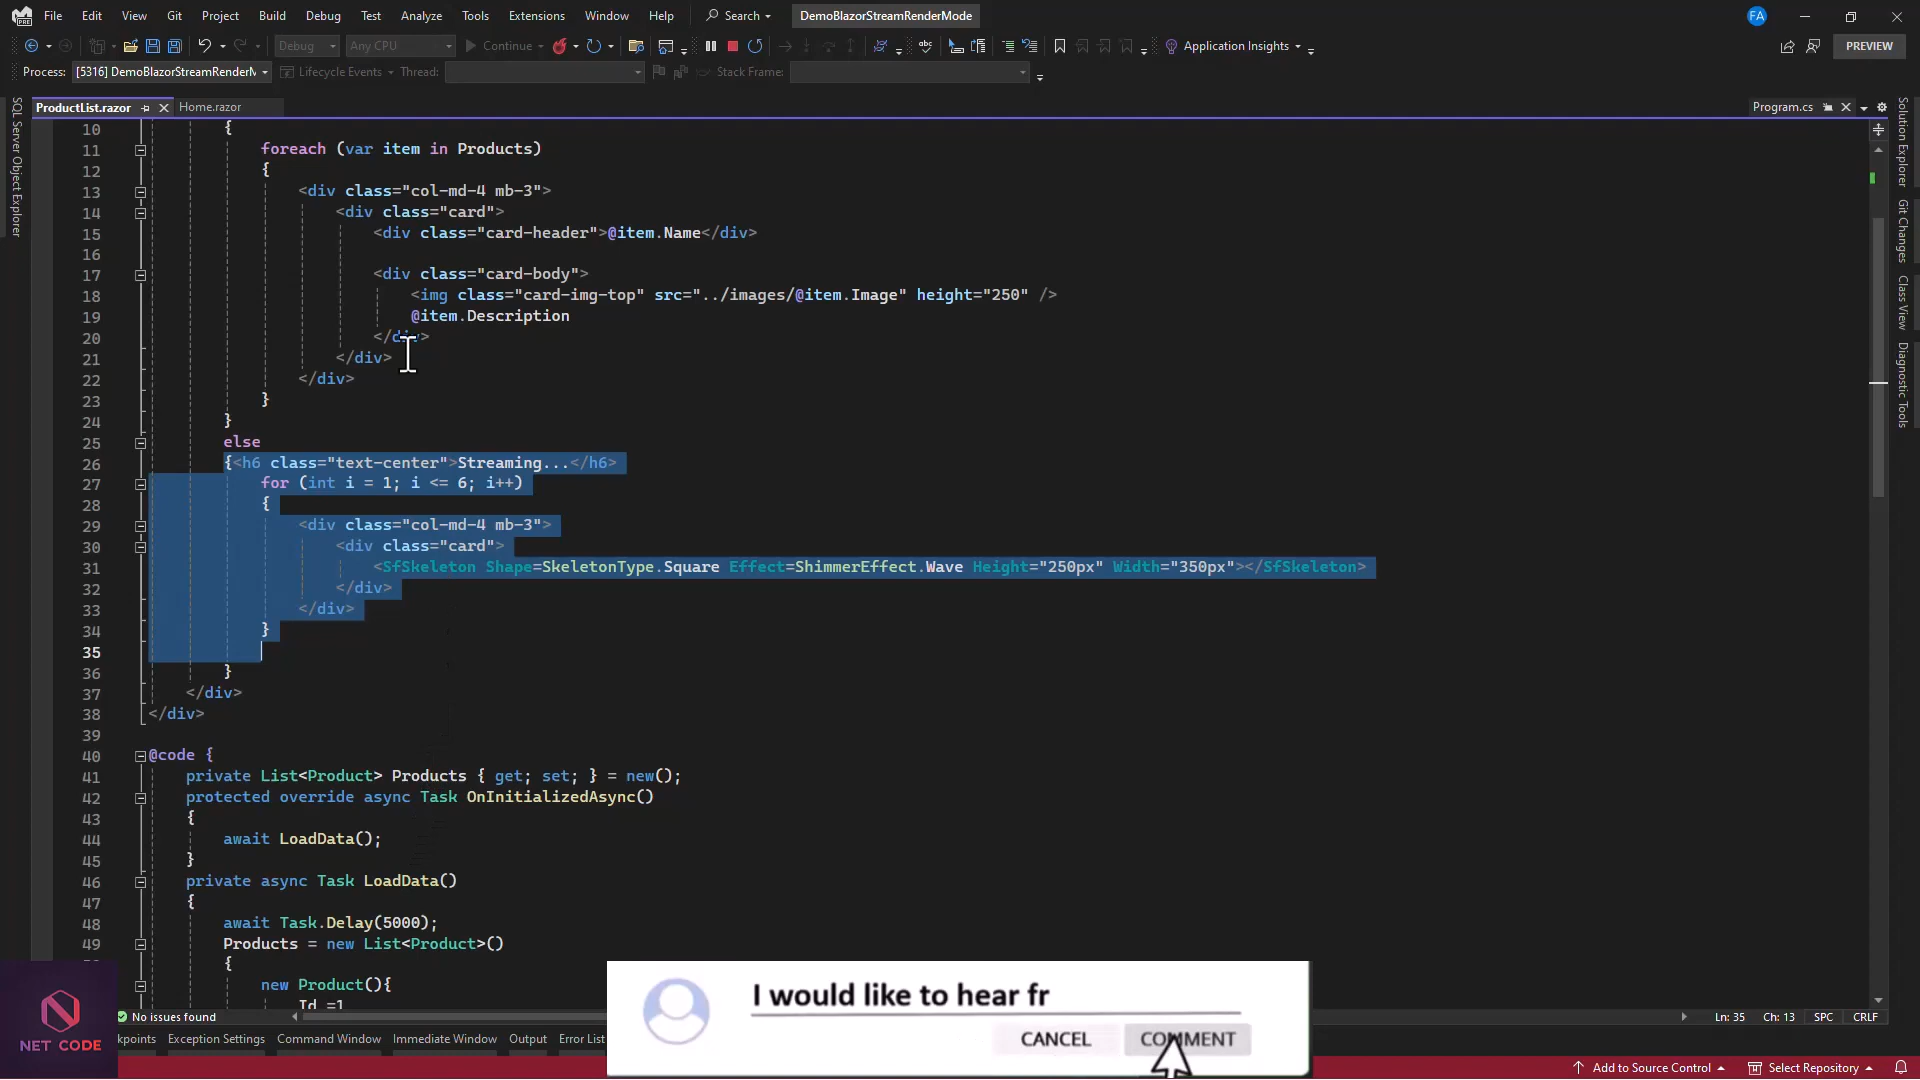 File Edit View Git Project Build Debug Test Analyze Tools Extensions Window Help Search DemoBlazorStreamRenderMode FA
Debug Any CPU Continue Application Insights PREVIEW
Process: [5316] DemoBlazorStreamRenderM Lifecycle Events Thread: Stack Frame:
ProductList.razor Home.razor Program.cs
SQL Server Object Explorer
Solution Explorer
Git Changes
Class View
Diagnostic Tools
10 {
11 foreach (var item in Products)
12 {
13 <div class="col-md-4 mb-3">
14 <div class="card">
15 <div class="card-header">@item.Name</div>
16
17 <div class="card-body">
18 <img class="card-img-top" src="../images/@item.Image" height="250" />
19 @item.Description
20 </div>
21 </div>
22 </div>
23 }
24 }
25 else
26 {<h6 class="text-center">Streaming...</h6>
27 for (int i = 1; i <= 6; i++)
28 {
29 <div class="col-md-4 mb-3">
30 <div class="card">
31 <SfSkeleton Shape=SkeletonType.Square Effect=ShimmerEffect.Wave Height="250px" Width="350px"></SfSkeleton>
32 </div>
33 </div>
34 }
35
36 }
37 </div>
38 </div>
39
40 @code {
41 private List<Product> Products { get; set; } = new();
42 protected override async Task OnInitializedAsync()
43 {
44 await LoadData();
45 }
46 private async Task LoadData()
47 {
48 await Task.Delay(5000);
49 Products = new List<Product>()
{
new Product(){
Id =1
No issues found Ln: 35 Ch: 13 SPC CRLF
kpoints Exception Settings Command Window Immediate Window Output Error List
Add to Source Control Select Repository
NET CODE
I would like to hear fr
CANCEL COMMENT